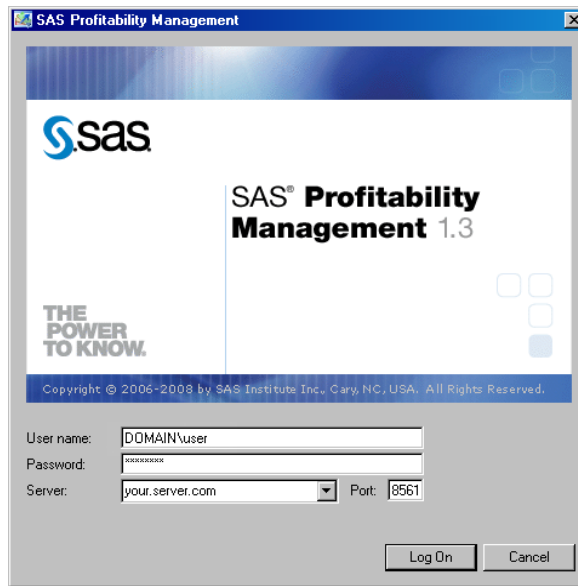 SAS Profitability Management
sas
SAS® Profitability
Management 1.3
THE
POWER
TO KNOW.
Copyright © 2006-2008 by SAS Institute Inc., Cary, NC, USA. All Rights Reserved.
User name: DOMAIN\user
Password: ********
Server: your.server.com Port: 8561
Log On Cancel